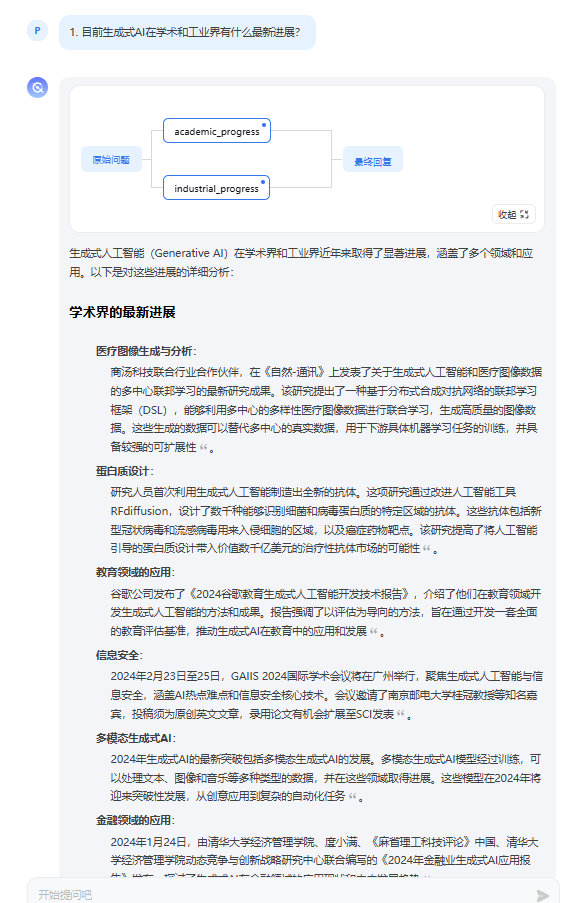 P
1. 目前生成式AI在学术和工业界有什么最新进展?
原始问题
academic_progress
industrial_progress
最终回复
收起
生成式人工智能（Generative AI）在学术界和工业界近年来取得了显著进展，涵盖了多个领域和应
用。以下是对这些进展的详细分析：
学术界的最新进展
医疗图像生成与分析：
商汤科技联合行业合作伙伴，在《自然-通讯》上发表了关于生成式人工智能和医疗图像数据
的多中心联邦学习的最新研究成果。该研究提出了一种基于分布式合成对抗网络的联邦学习
框架（DSL），能够利用多中心的多样性医疗图像数据进行联合学习，生成高质量的图像数
据。这些生成的数据可以替代多中心的真实数据，用于下游具体机器学习任务的训练，并具
备较强的可扩展性 “ 。
蛋白质设计：
研究人员首次利用生成式人工智能制造出全新的抗体。这项研究通过改进人工智能工具
RFdiffusion，设计了数千种能够识别细菌和病毒蛋白质的特定区域的抗体。这些抗体包括新
型冠状病毒和流感病毒用来入侵细胞的区域，以及癌症药物靶点。该研究提高了将人工智能
引导的蛋白质设计带入价值数千亿美元的治疗性抗体市场的可能性 “ 。
教育领域的应用：
谷歌公司发布了《2024谷歌教育生成式人工智能开发技术报告》，介绍了他们在教育领域开
发生成式人工智能的方法和成果。报告强调了以评估为导向的方法，旨在通过开发一套全面
的教育评估基准，推动生成式AI在教育中的应用和发展 “ 。
信息安全：
2024年2月23日至25日，GAIIS 2024国际学术会议将在广州举行，聚焦生成式人工智能与信
息安全，涵盖AI热点难点和信息安全核心技术。会议邀请了南京邮电大学桂冠教授等知名嘉
宾，投稿须为原创英文文章，录用论文有机会扩展至SCI发表 “ 。
多模态生成式AI：
2024年生成式AI的最新突破包括多模态生成式AI的发展。多模态生成式AI模型经过训练，可
以处理文本、图像和音乐等多种类型的数据，并在这些领域取得进展。这些模型在2024年将
迎来突破性发展，从创意应用到复杂的自动化任务 “ 。
金融领域的应用：
2024年1月24日，由清华大学经济管理学院、度小满、《麻省理工科技评论》中国、清华大
学经济管理学院动态竞争与创新战略研究中心联合编写的《2024年金融业生成式AI应用报
开始提问吧